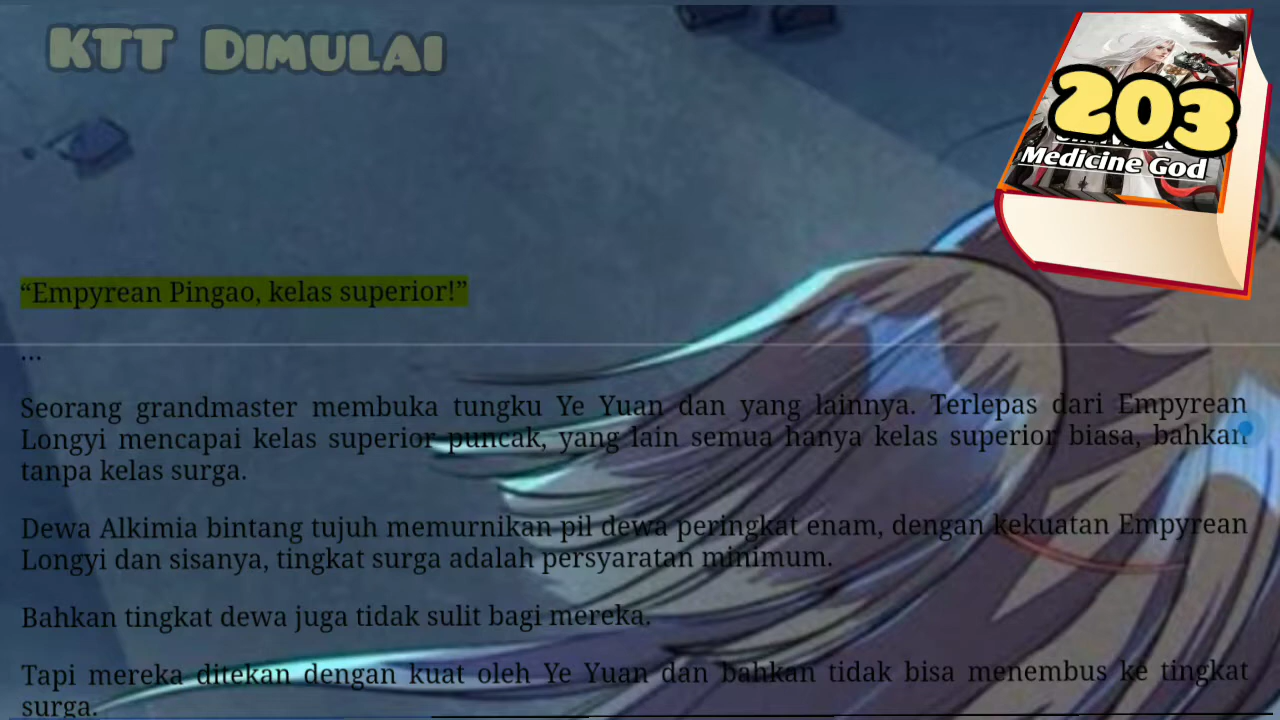 KTT DIMULAI
203
Medicine God
“Empyrean Pingao, kelas superior!”
...
Seorang grandmaster membuka tungku Ye Yuan dan yang lainnya. Terlepas dari Empyrean
Longyi mencapai kelas superior puncak, yang lain semua hanya kelas superior biasa, bahkan
tanpa kelas surga.
Dewa Alkimia bintang tujuh memurnikan pil dewa peringkat enam, dengan kekuatan Empyrean
Longyi dan sisanya, tingkat surga adalah persyaratan minimum.
Bahkan tingkat dewa juga tidak sulit bagi mereka.
Tapi mereka ditekan dengan kuat oleh Ye Yuan dan bahkan tidak bisa menembus ke tingkat
surga.